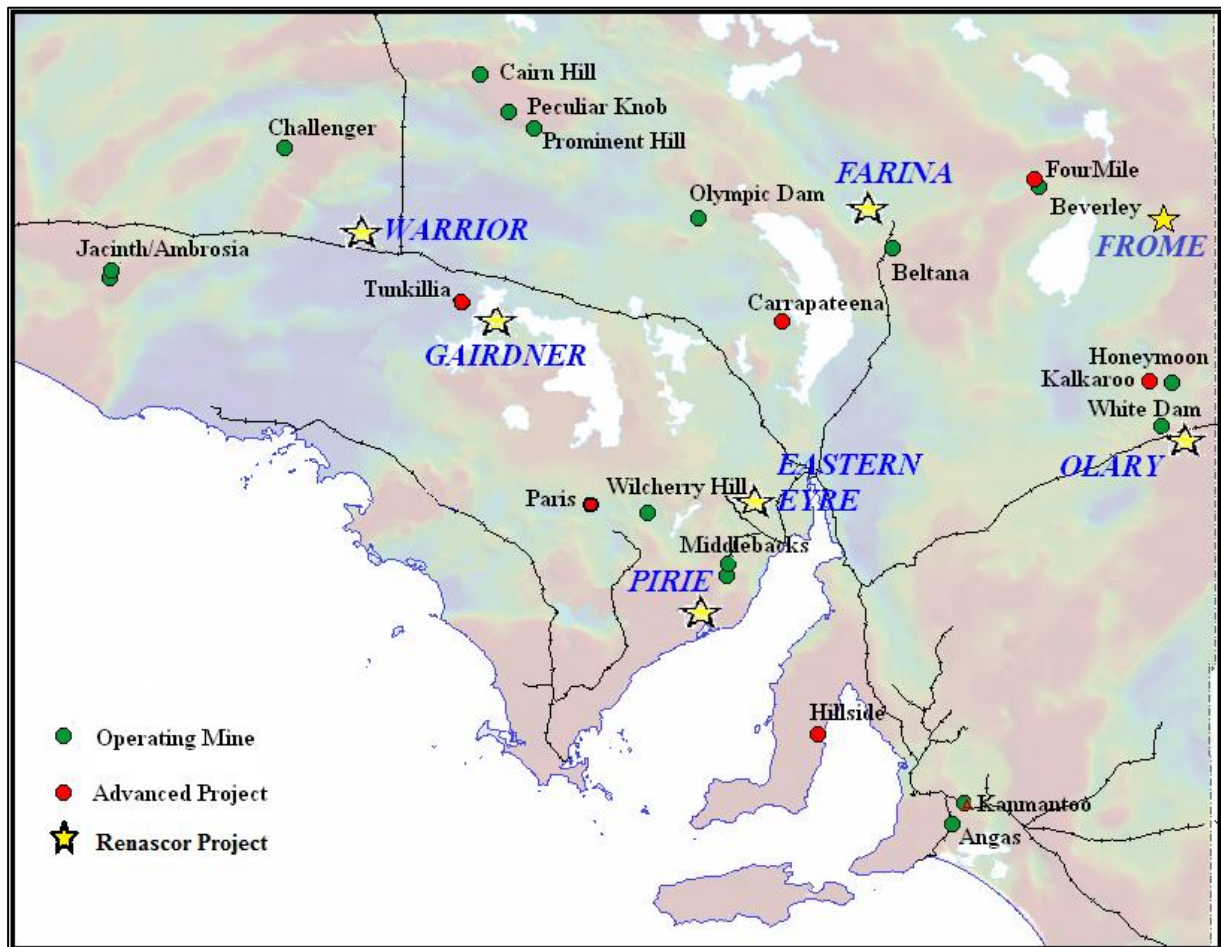 Cairn Hill
Peculiar Knob
Challenger
Prominent Hill
FARINA
FourMile
Olympic Dam
Beverley
WARRIOR
FROME
Jacinth/Ambrosia
Beltana
Tunkillia
Carrapateena
GAIRDNER
Honeymoon
Kalkaroo
White Dam
EASTERN
EYRE
OLARY
Paris
Wilcherry Hill
Middlebacks
PIRIE
Hillside
Operating Mine
Advanced Project
Kanmantoo
Angas
Renascor Project